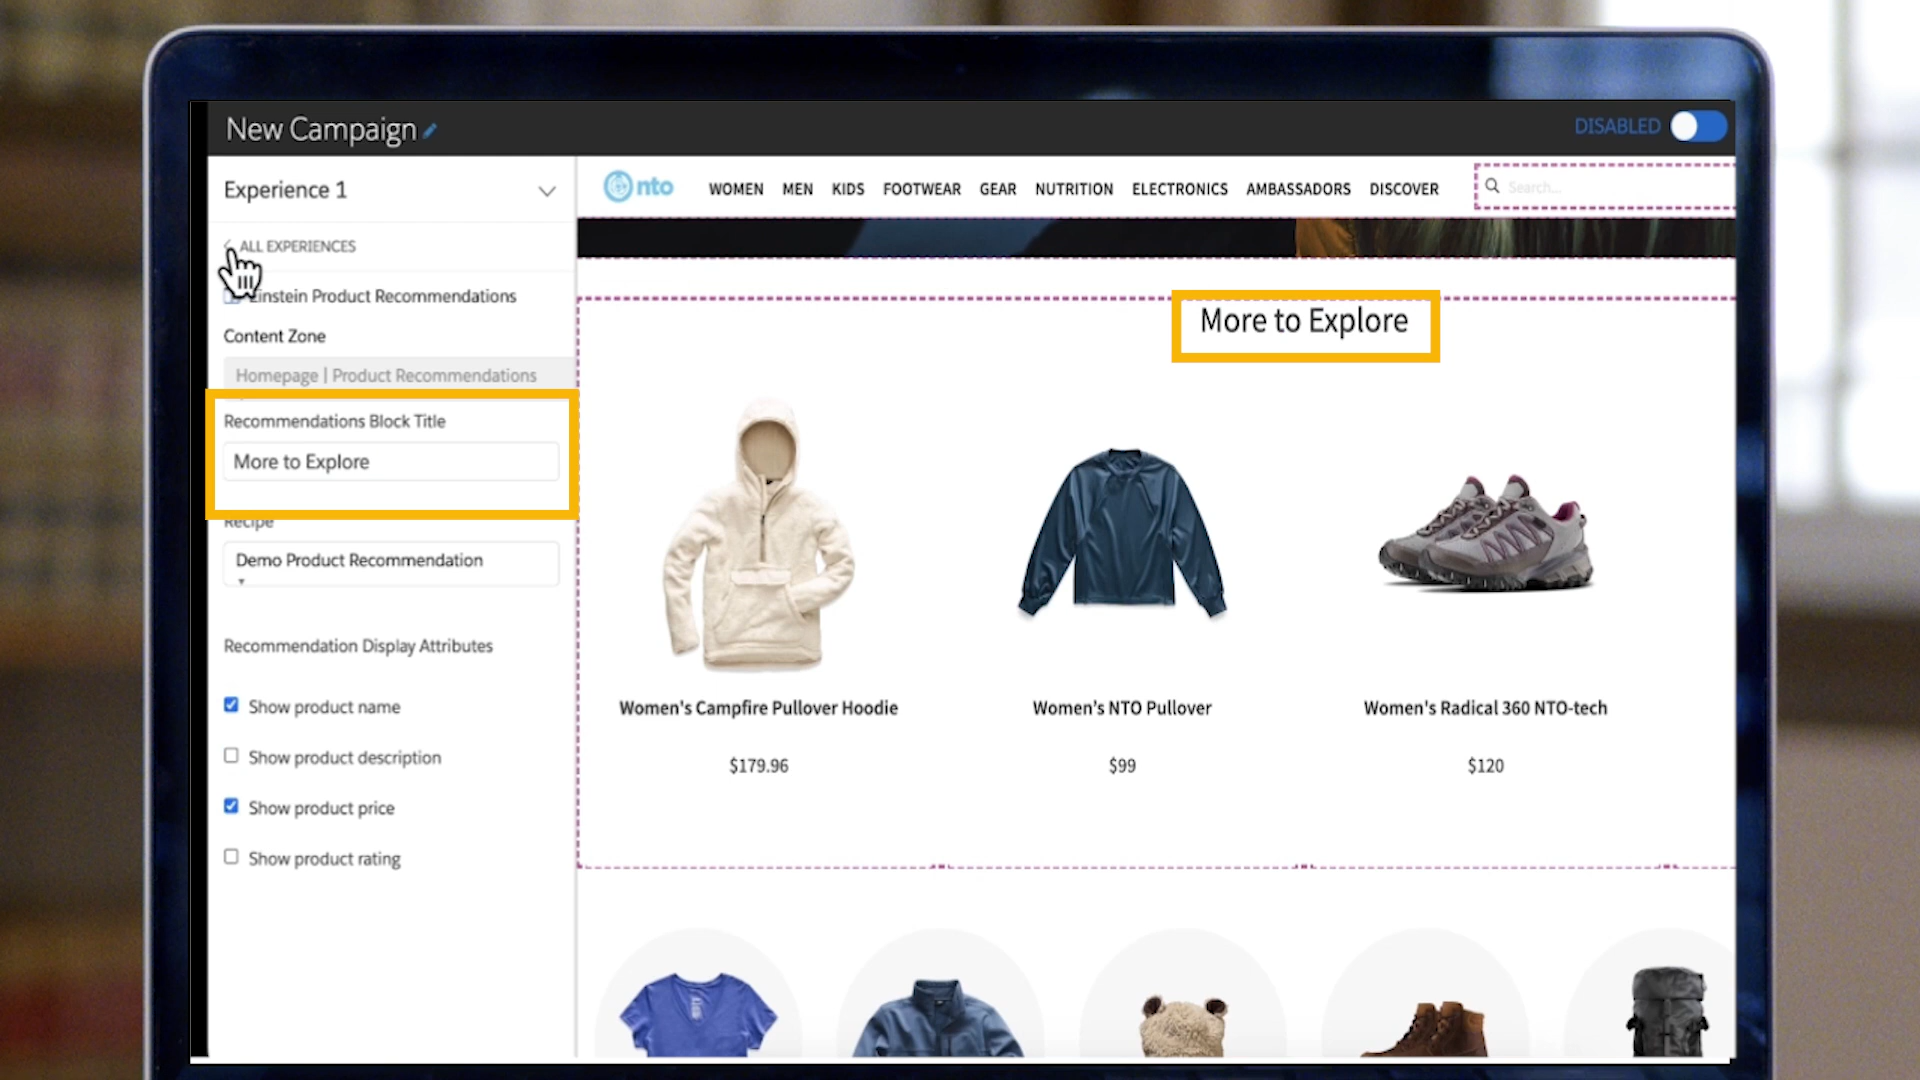 New Campaign
DISABLED
Experience 1
ALL EXPERIENCES
Einstein Product Recommendations
Content Zone
Homepage | Product Recommendations
Recommendations Block Title
More to Explore
Recipe
Demo Product Recommendation
Recommendation Display Attributes
Show product name
Show product description
Show product price
Show product rating
nto
WOMEN MEN KIDS FOOTWEAR GEAR NUTRITION ELECTRONICS AMBASSADORS DISCOVER
Search...
More to Explore
Women's Campfire Pullover Hoodie
$179.96
Women's NTO Pullover
$99
Women's Radical 360 NTO-tech
$120